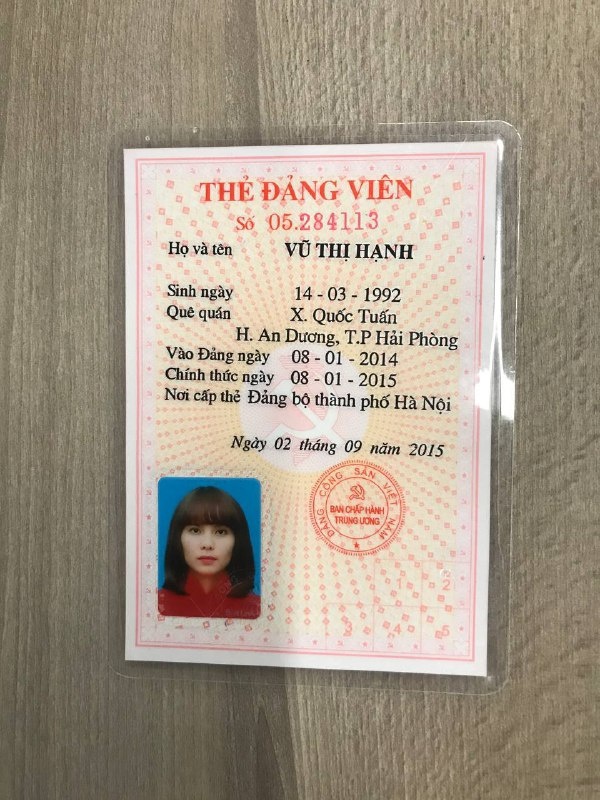 THẺ ĐẢNG VIÊN
Số 05.284113
Họ và tên VŨ THỊ HẠNH
Sinh ngày 14 - 03 - 1992
Quê quán X. Quốc Tuấn
H. An Dương, T.P Hải Phòng
Vào Đảng ngày 08 - 01 - 2014
Chính thức ngày 08 - 01 - 2015
Nơi cấp thẻ Đảng bộ thành phố Hà Nội
Ngày 02 tháng 09 năm 2015
ĐẢNG CỘNG SẢN VIỆT NAM
BAN CHẤP HÀNH
TRUNG ƯƠNG
1 2
3 4 5